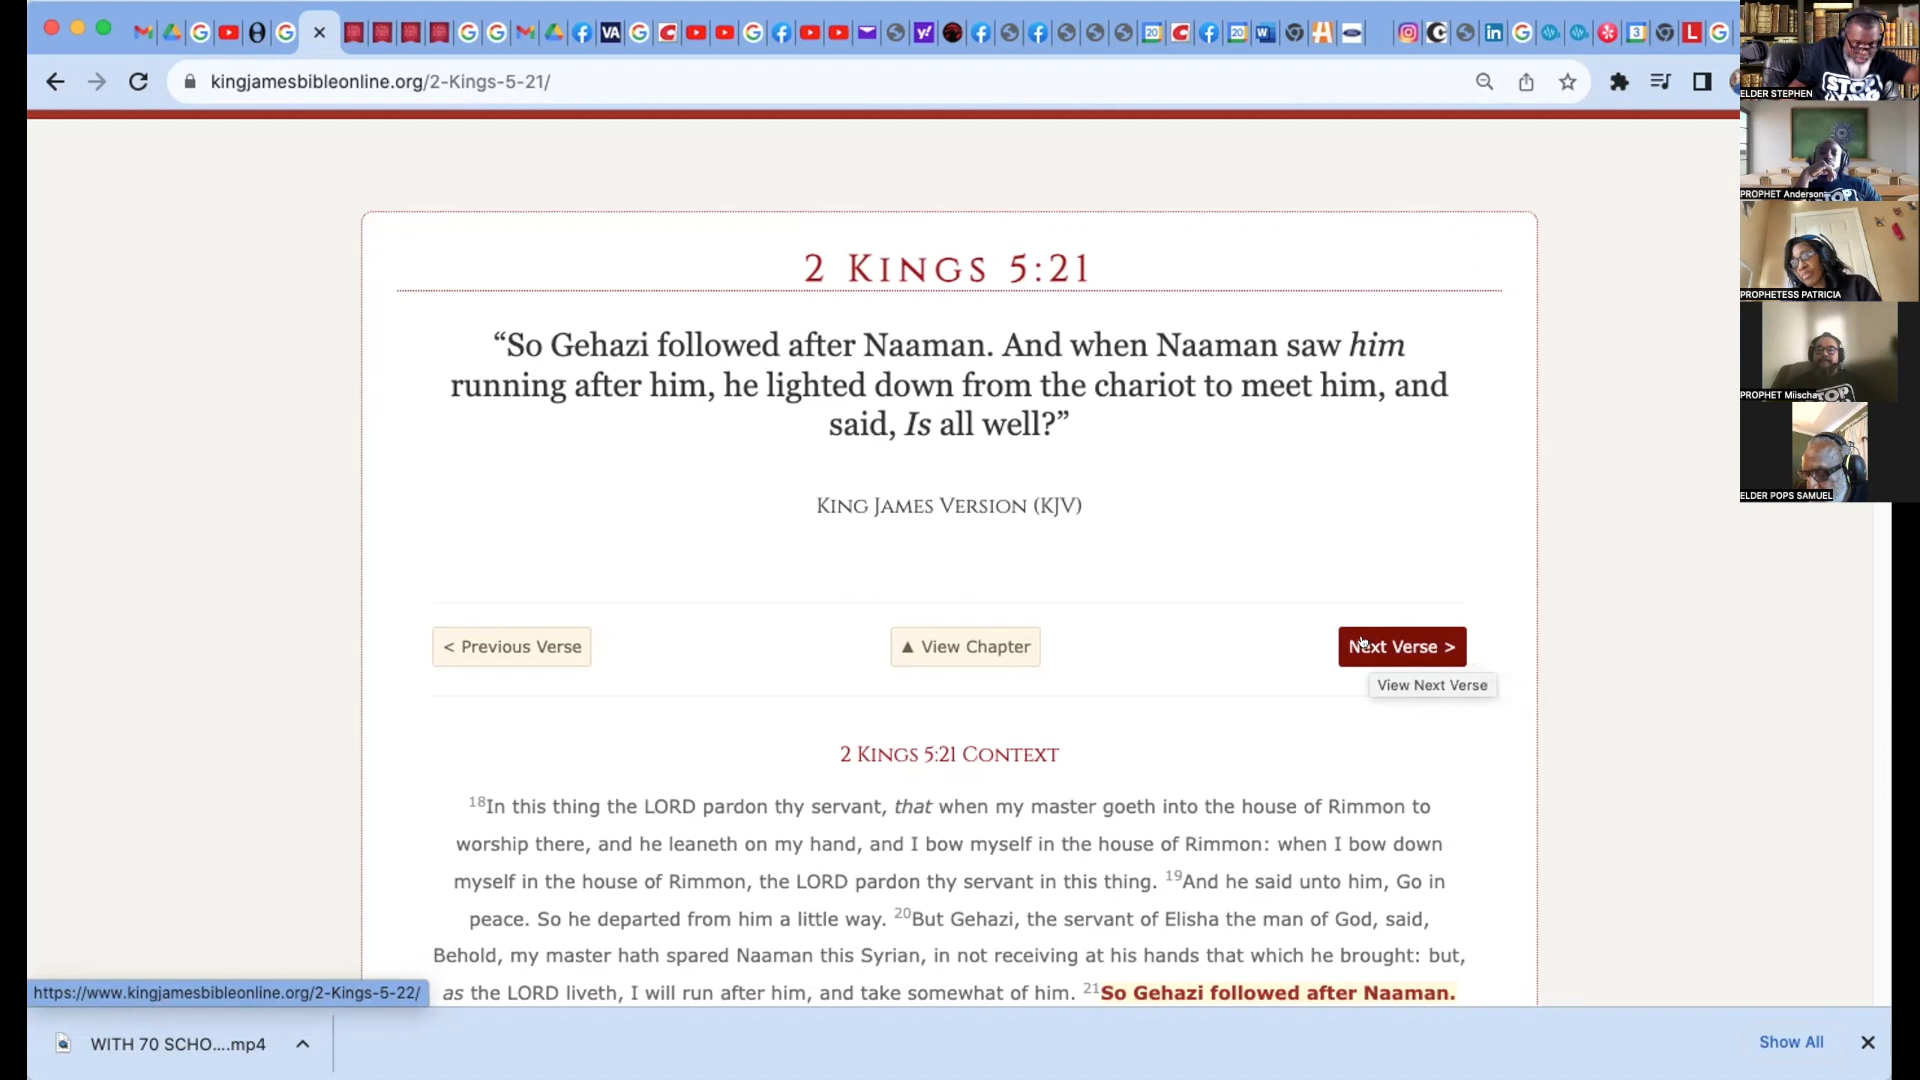 kingjamesbibleonline.org/2-Kings-5-21/
ELDER STEPHEN
PROPHET Anderson
PROPHETESS PATRICIA
PROPHET Miischa
ELDER POPS SAMUEL
2 KINGS 5:21
“So Gehazi followed after Naaman. And when Naaman saw him
running after him, he lighted down from the chariot to meet him, and
said, Is all well?”
KING JAMES VERSION (KJV)
< Previous Verse
▲ View Chapter
Next Verse >
View Next Verse
2 KINGS 5:21 CONTEXT
18In this thing the LORD pardon thy servant, that when my master goeth into the house of Rimmon to
worship there, and he leaneth on my hand, and I bow myself in the house of Rimmon: when I bow down
myself in the house of Rimmon, the LORD pardon thy servant in this thing. 19And he said unto him, Go in
peace. So he departed from him a little way. 20But Gehazi, the servant of Elisha the man of God, said,
Behold, my master hath spared Naaman this Syrian, in not receiving at his hands that which he brought: but,
as the LORD liveth, I will run after him, and take somewhat of him. 21So Gehazi followed after Naaman.
https://www.kingjamesbibleonline.org/2-Kings-5-22/
WITH 70 SCHO....mp4
Show All